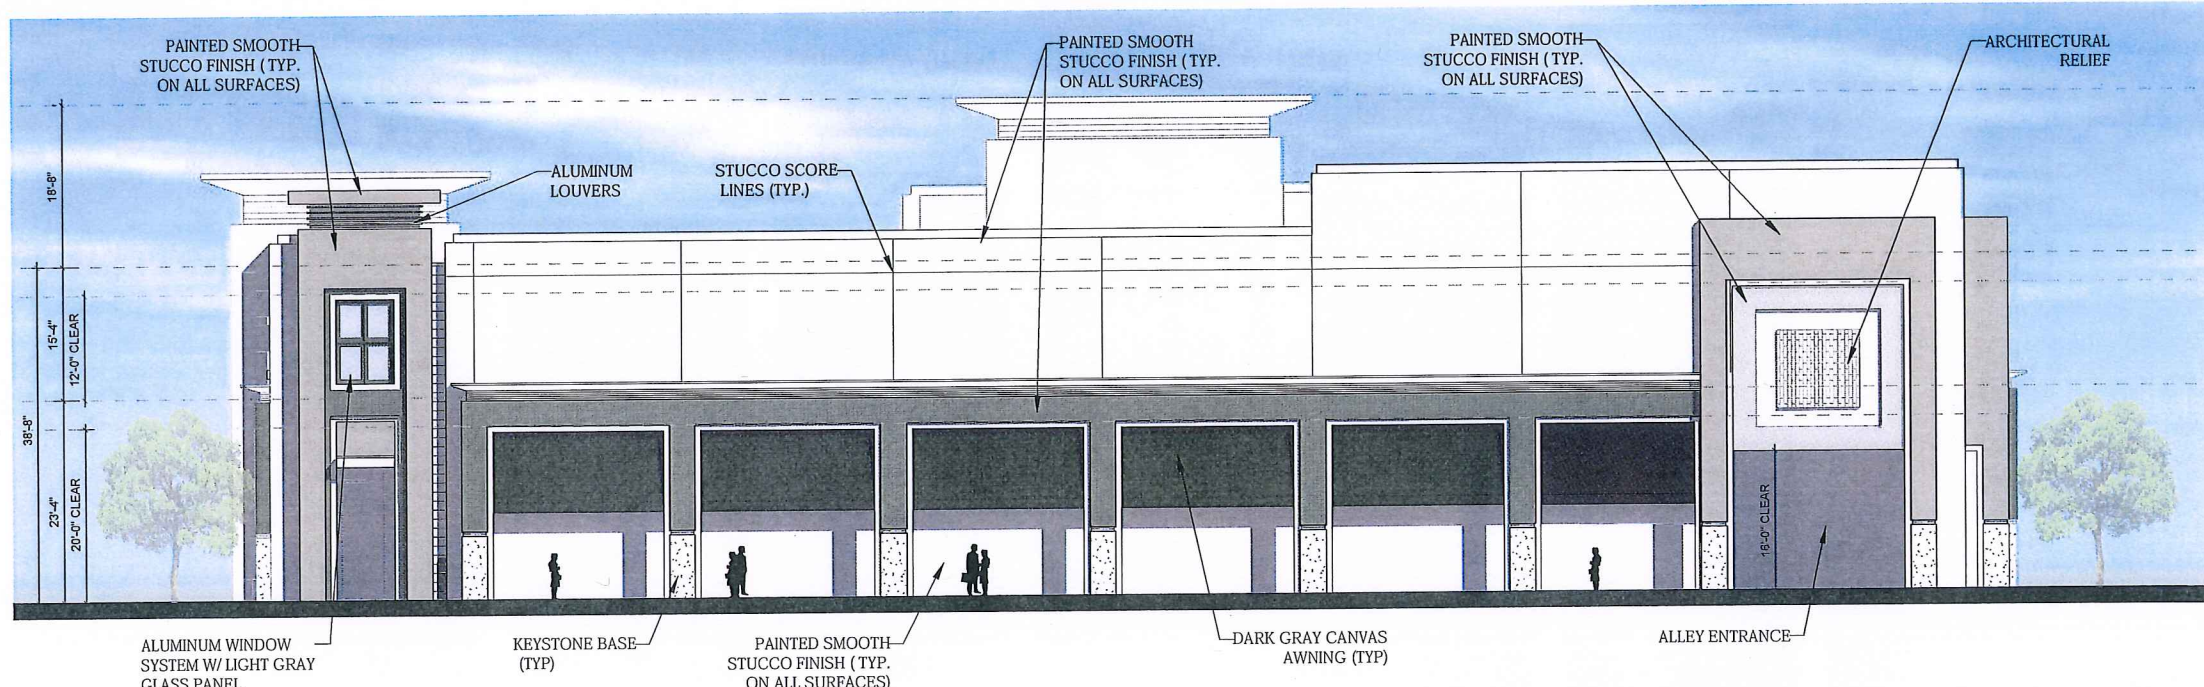 PAINTED SMOOTH
STUCCO FINISH (TYP.
ON ALL SURFACES)
PAINTED SMOOTH
STUCCO FINISH (TYP.
ON ALL SURFACES)
PAINTED SMOOTH
STUCCO FINISH (TYP.
ON ALL SURFACES)
ARCHITECTURAL
RELIEF
ALUMINUM
LOUVERS
STUCCO SCORE
LINES (TYP.)
18'-8"
15'-4"
12'-0" CLEAR
38'-8"
23'-4"
20'-0" CLEAR
16'-0" CLEAR
ALUMINUM WINDOW
SYSTEM W/ LIGHT GRAY
GLASS PANEL
KEYSTONE BASE
(TYP)
PAINTED SMOOTH
STUCCO FINISH (TYP.
ON ALL SURFACES)
DARK GRAY CANVAS
AWNING (TYP)
ALLEY ENTRANCE